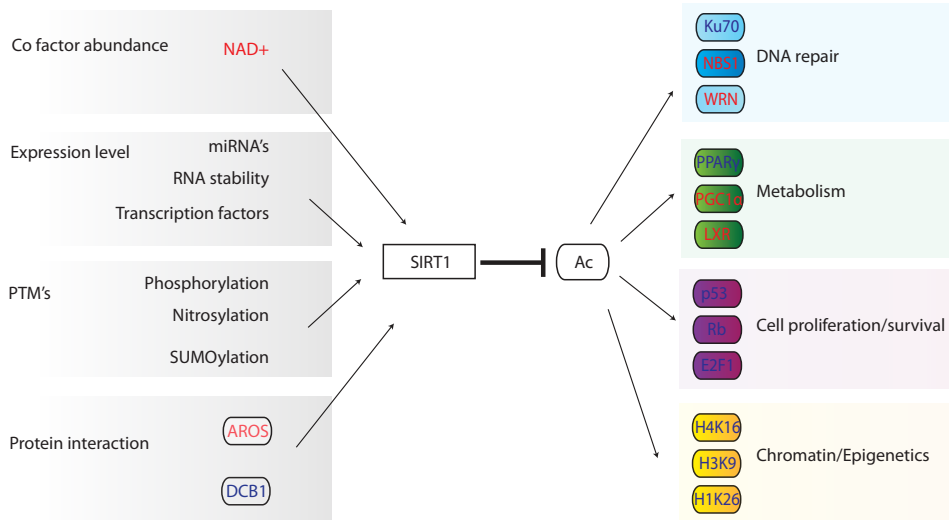 Co factor abundance
NAD+
Expression level
miRNA's
RNA stability
Transcription factors
PTM's
Phosphorylation
Nitrosylation
SUMOylation
Protein interaction
AROS
DCB1
SIRT1
Ac
Ku70
NBS1
WRN
DNA repair
PPARγ
PGC1α
LXR
Metabolism
p53
Rb
E2F1
Cell proliferation/survival
H4K16
H3K9
H1K26
Chromatin/Epigenetics